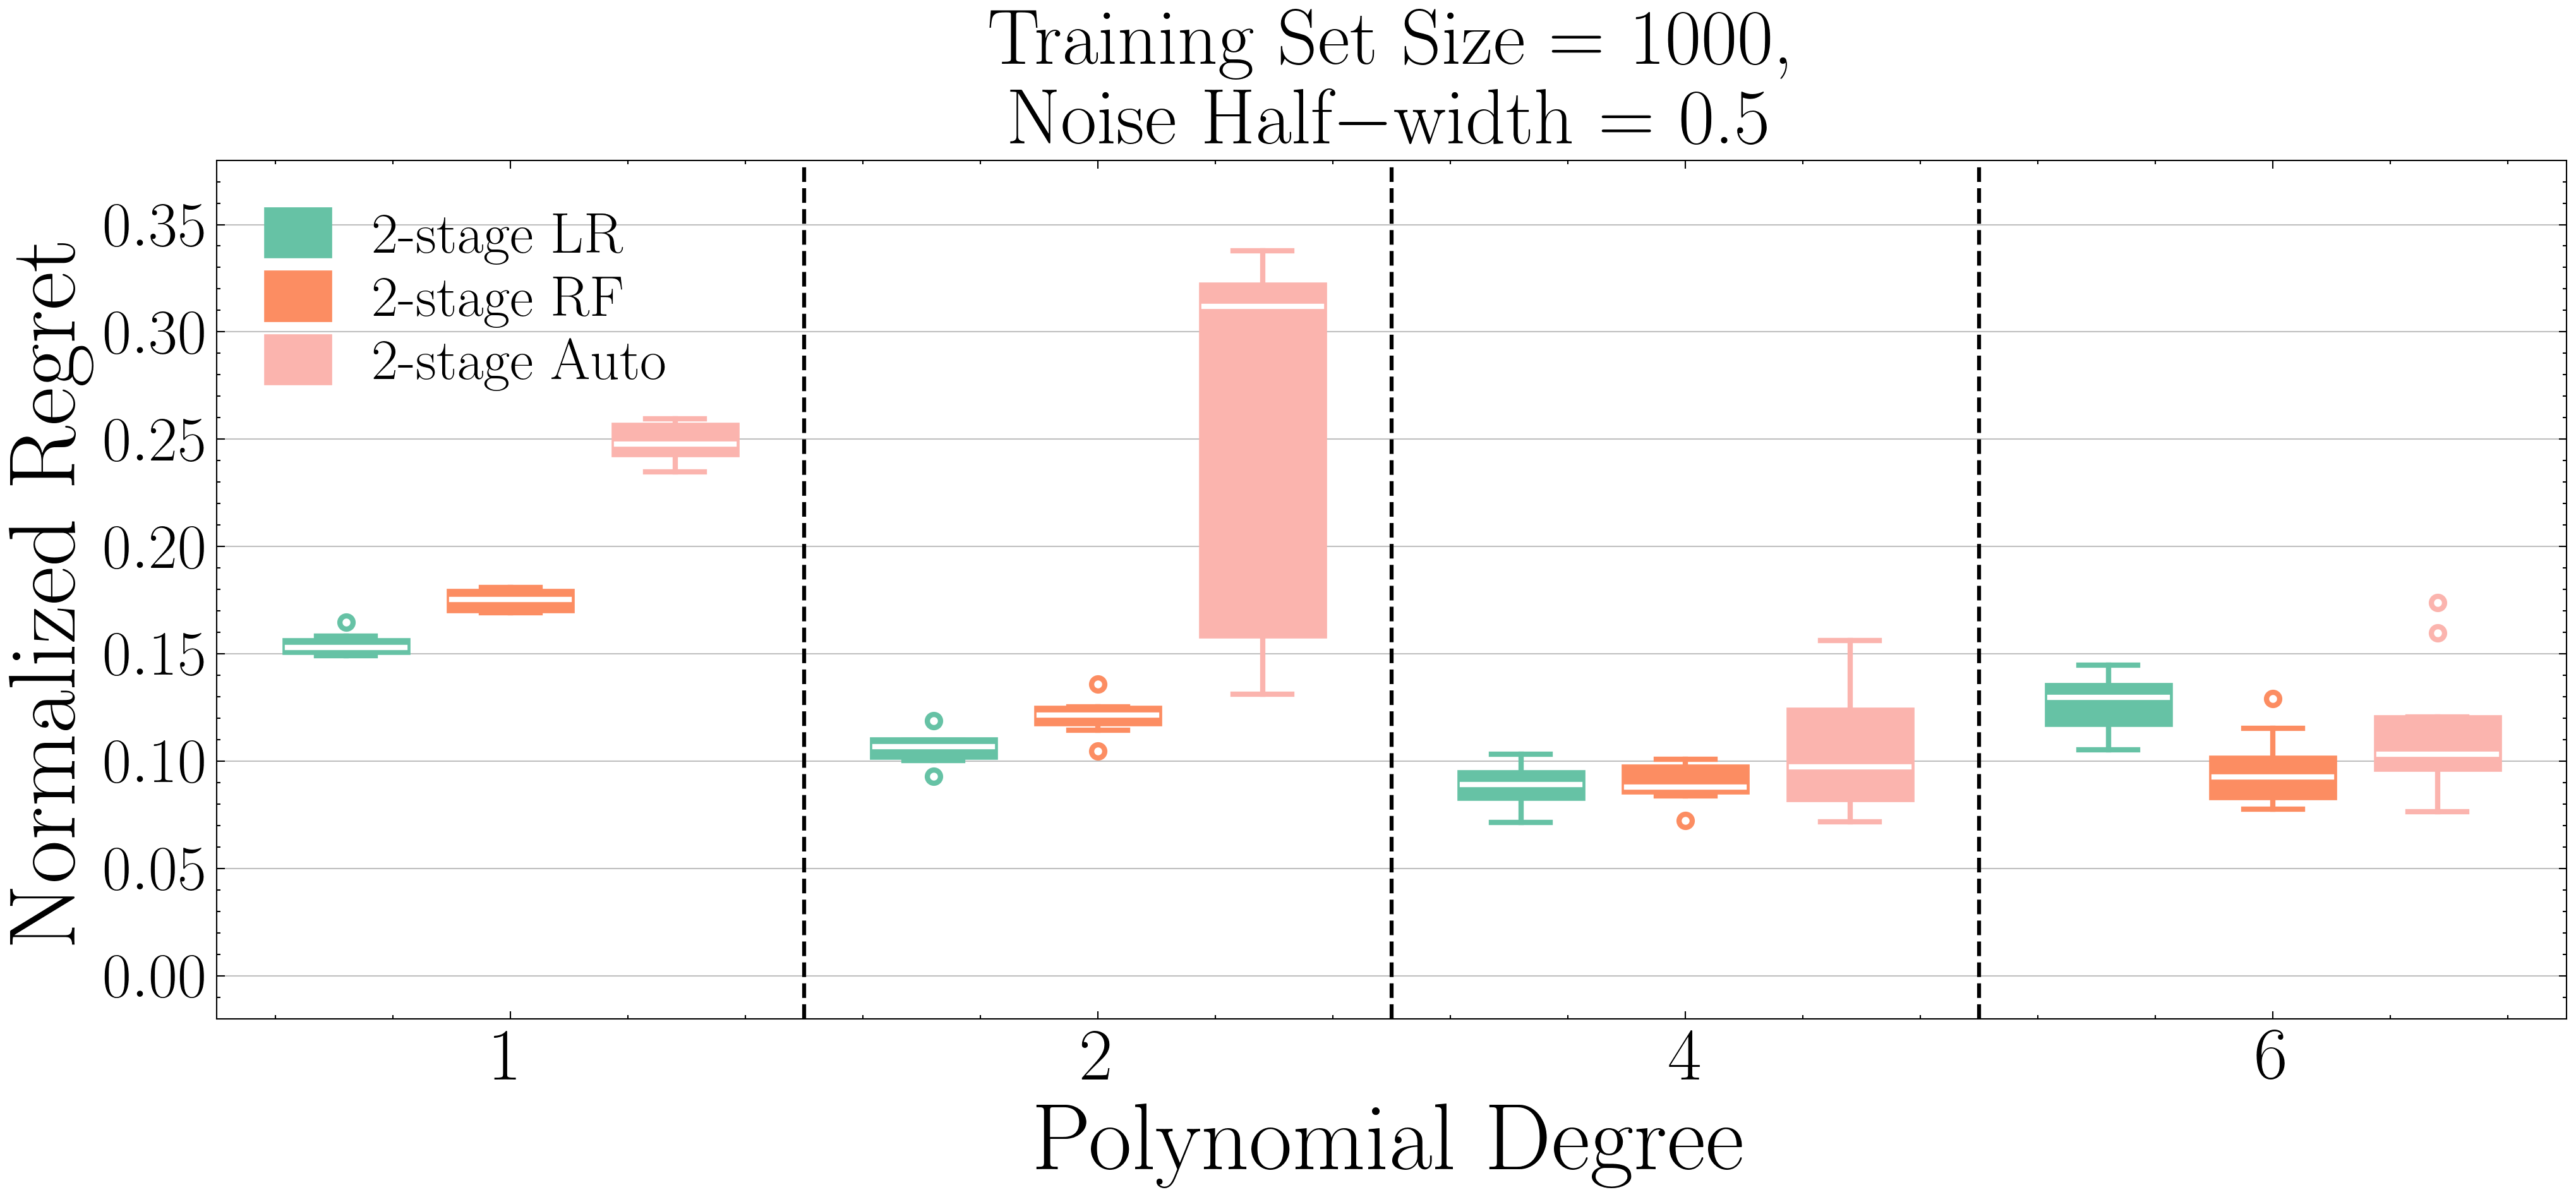 Training Set Size = 1000,
Noise Half−width = 0.5
Normalized Regret
0.35
0.30
0.25
0.20
0.15
0.10
0.05
0.00
2-stage LR
2-stage RF
2-stage Auto
1 2 4 6
Polynomial Degree